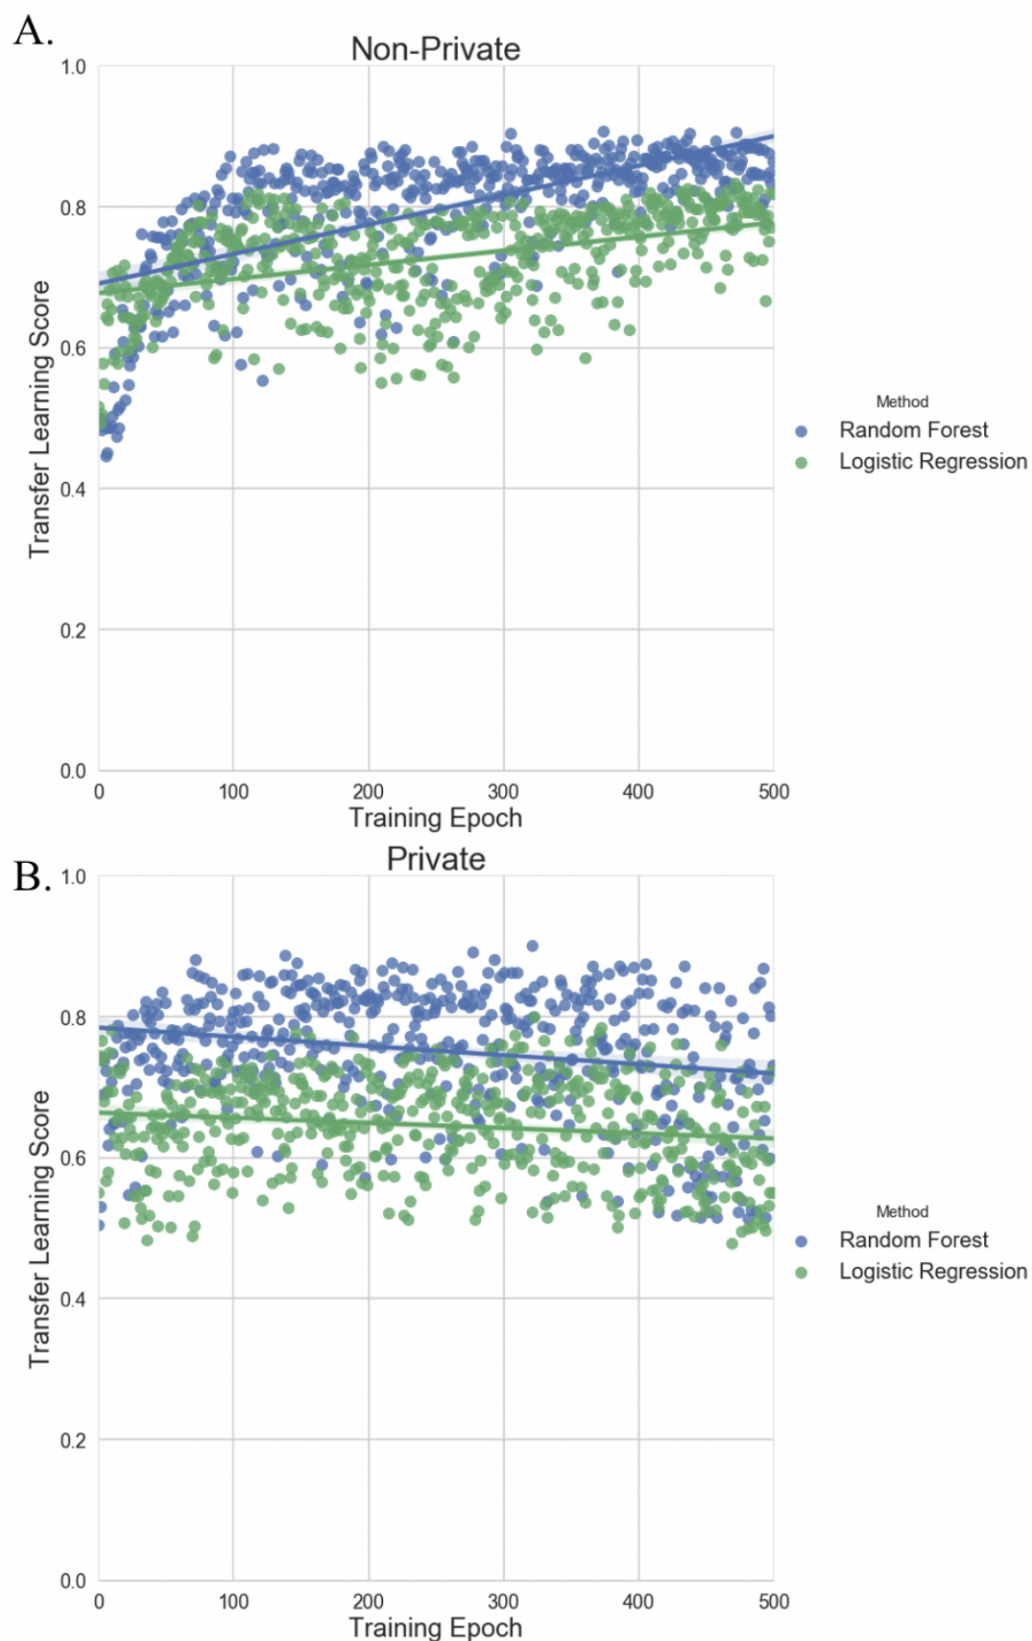 A.
Non-Private
1.0
0.8
0.6
0.4
0.2
0.0
Transfer Learning Score
0 100 200 300 400 500
Training Epoch
Method
Random Forest
Logistic Regression
B.
Private
1.0
0.8
0.6
0.4
0.2
0.0
Transfer Learning Score
0 100 200 300 400 500
Training Epoch
Method
Random Forest
Logistic Regression